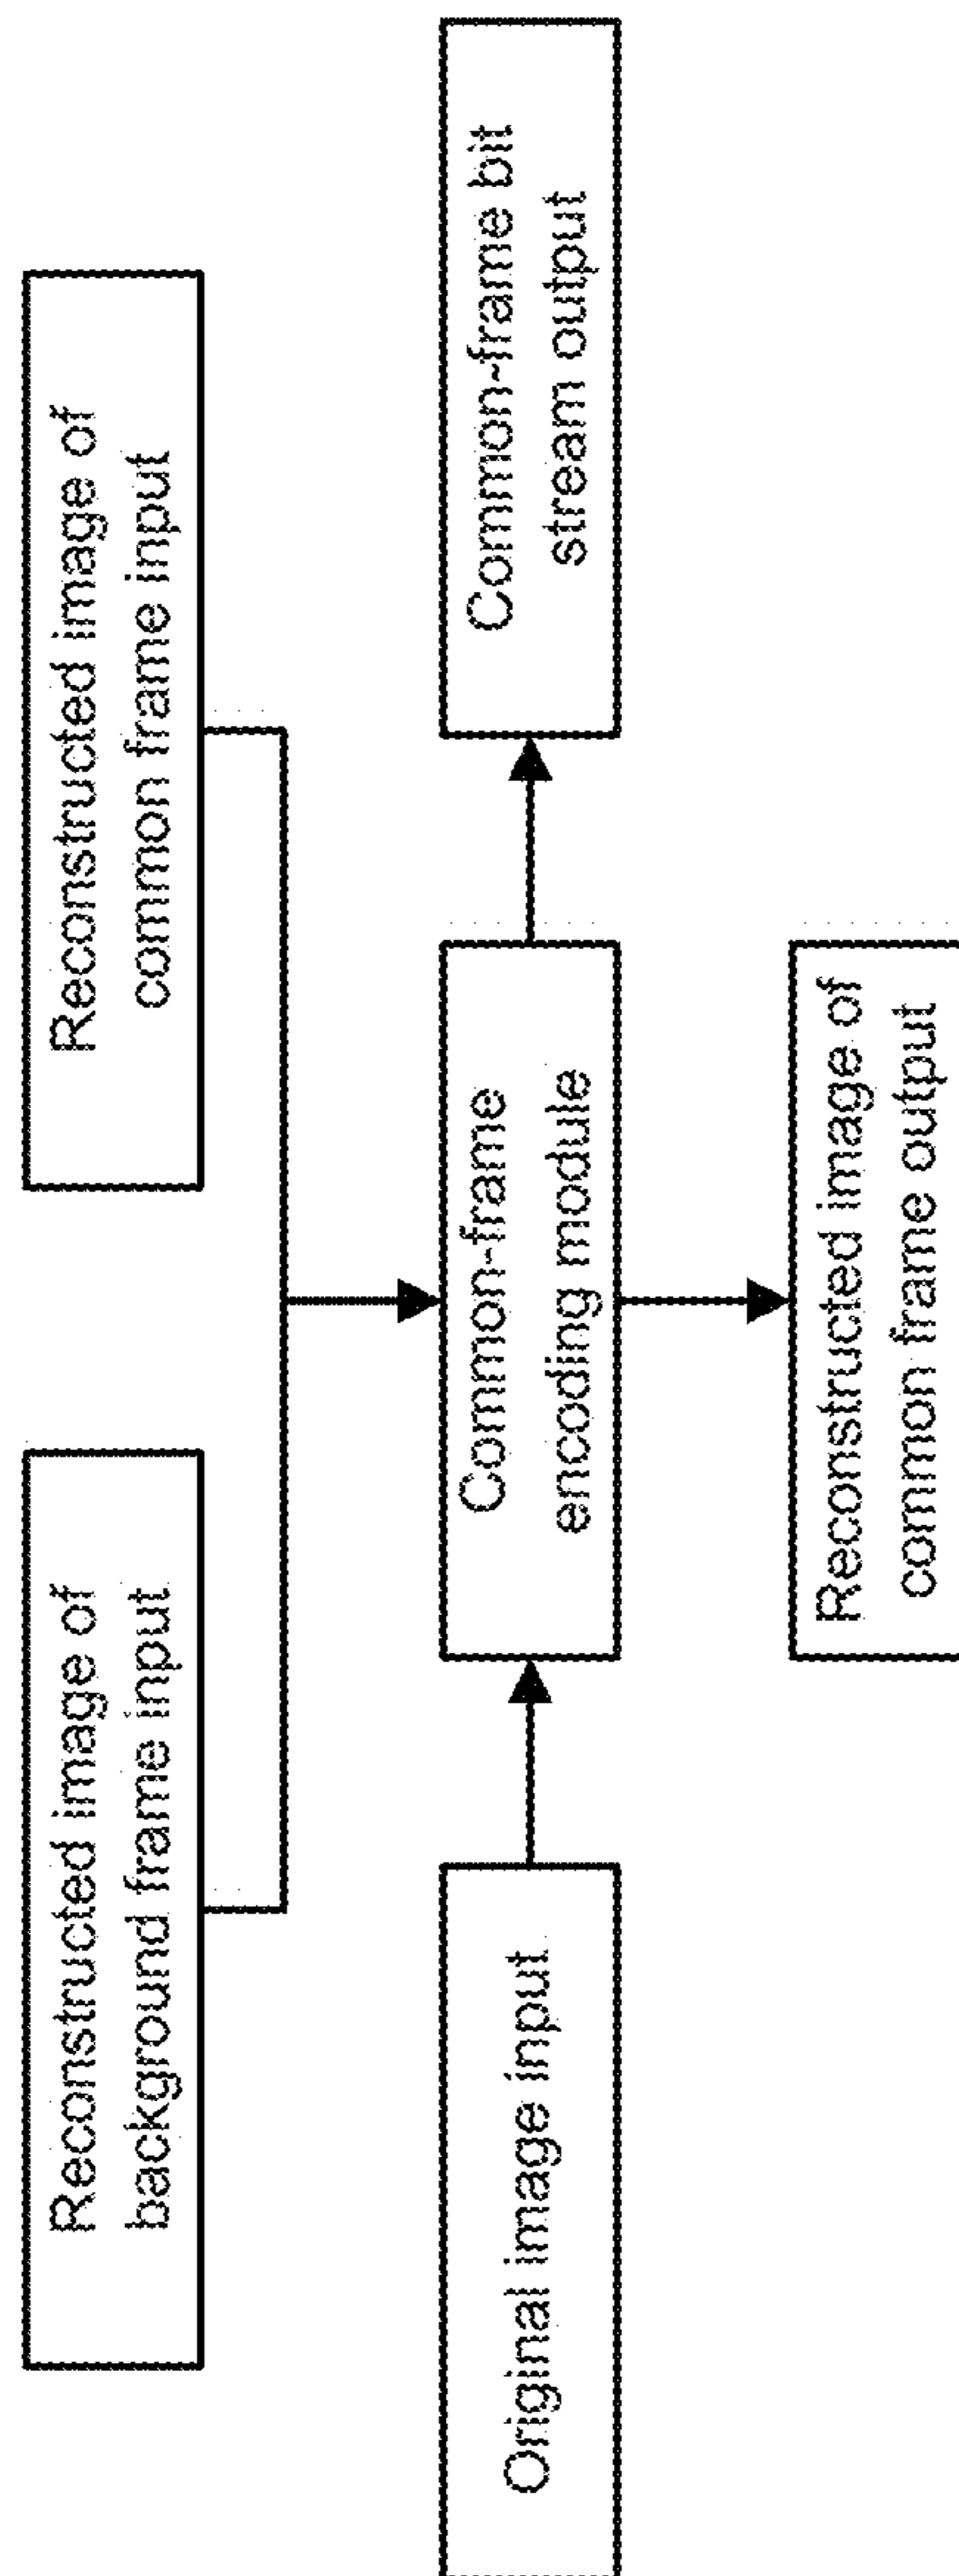 Reconstructed image of
background frame input
Reconstructed image of
common frame input
Original image input
Common-frame
encoding module
Common-frame bit
stream output
Reconstructed image of
common frame output